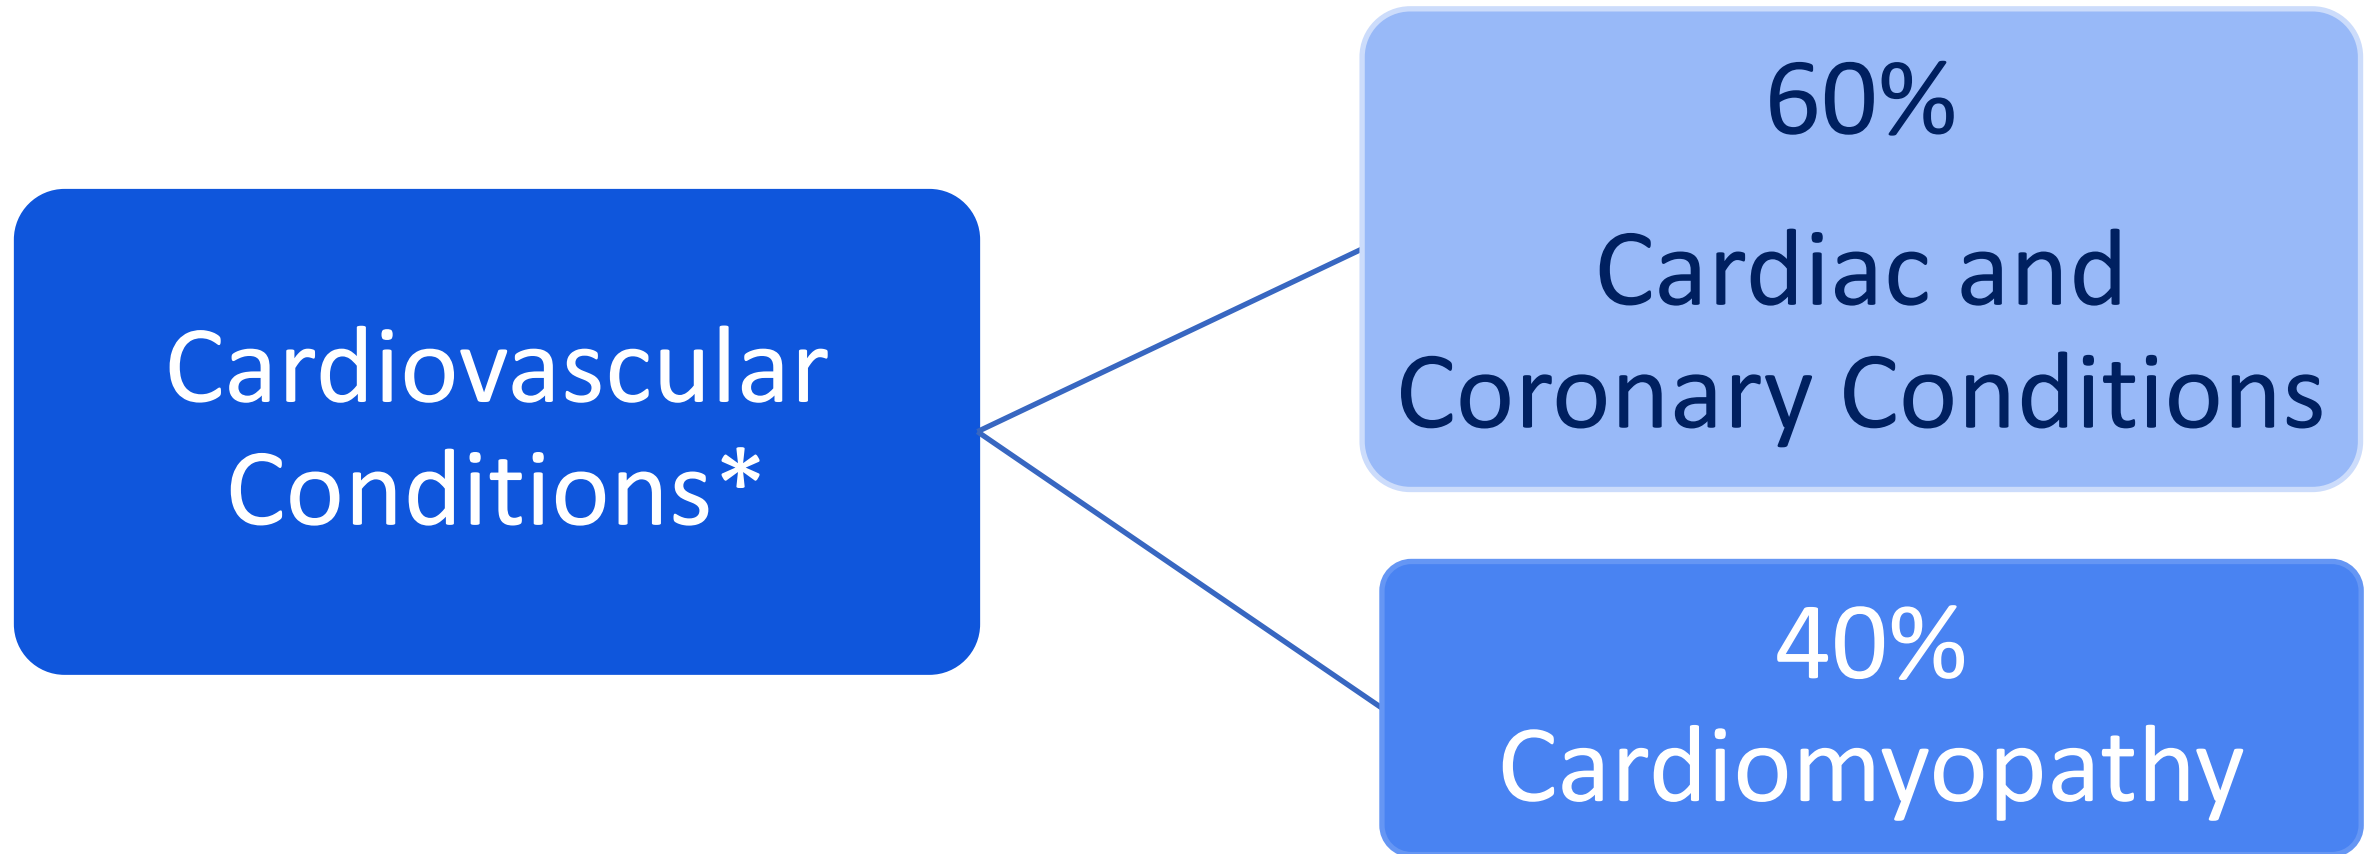 Cardiovascular
Conditions*
60%
Cardiac and
Coronary Conditions
40%
Cardiomyopathy